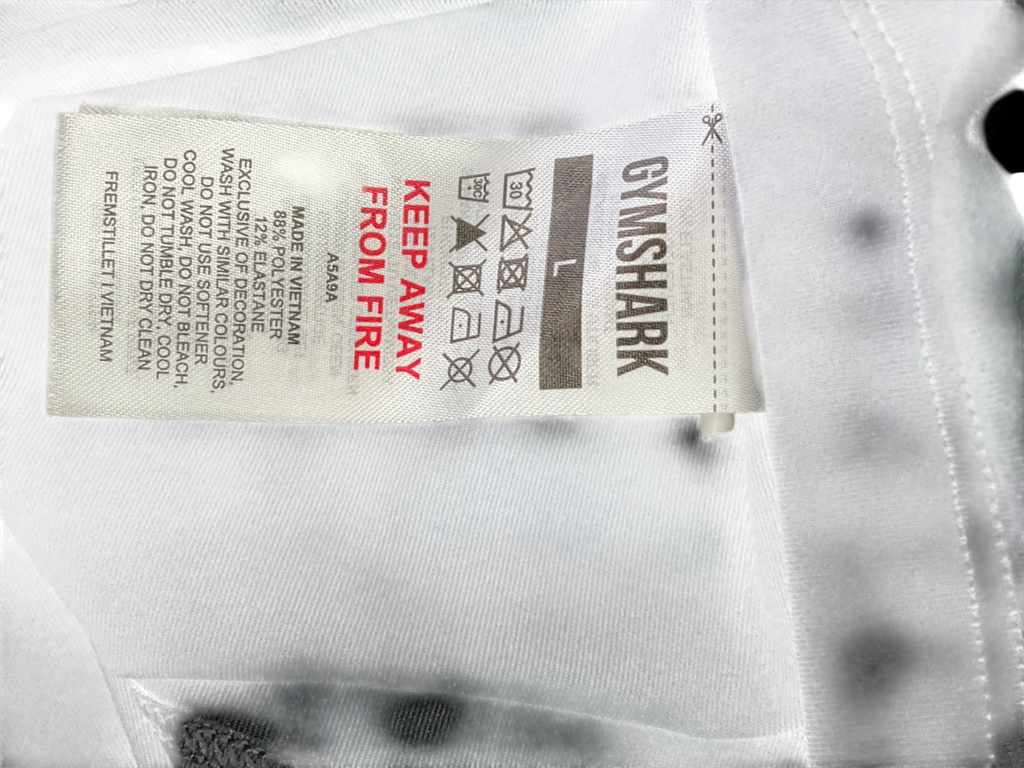 GYMSHARK
L
30
30C
KEEP AWAY
FROM FIRE
A5A9A
MADE IN VIETNAM
88% POLYESTER
12% ELASTANE
EXCLUSIVE OF DECORATION.
WASH WITH SIMILAR COLOURS,
DO NOT USE SOFTENER
COOL WASH, DO NOT BLEACH,
DO NOT TUMBLE DRY, COOL
IRON, DO NOT DRY CLEAN
FREMSTILLET I VIETNAM